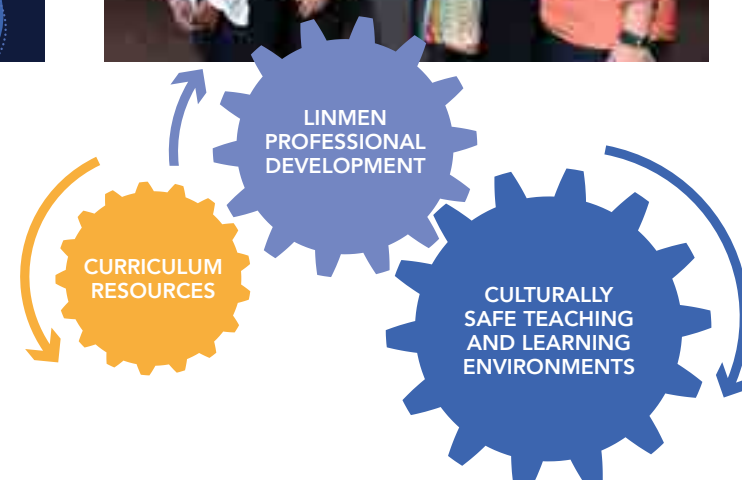 LINMEN
PROFESSIONAL
DEVELOPMENT
CURRICULUM
RESOURCES
CULTURALLY
SAFE TEACHING
AND LEARNING
ENVIRONMENTS